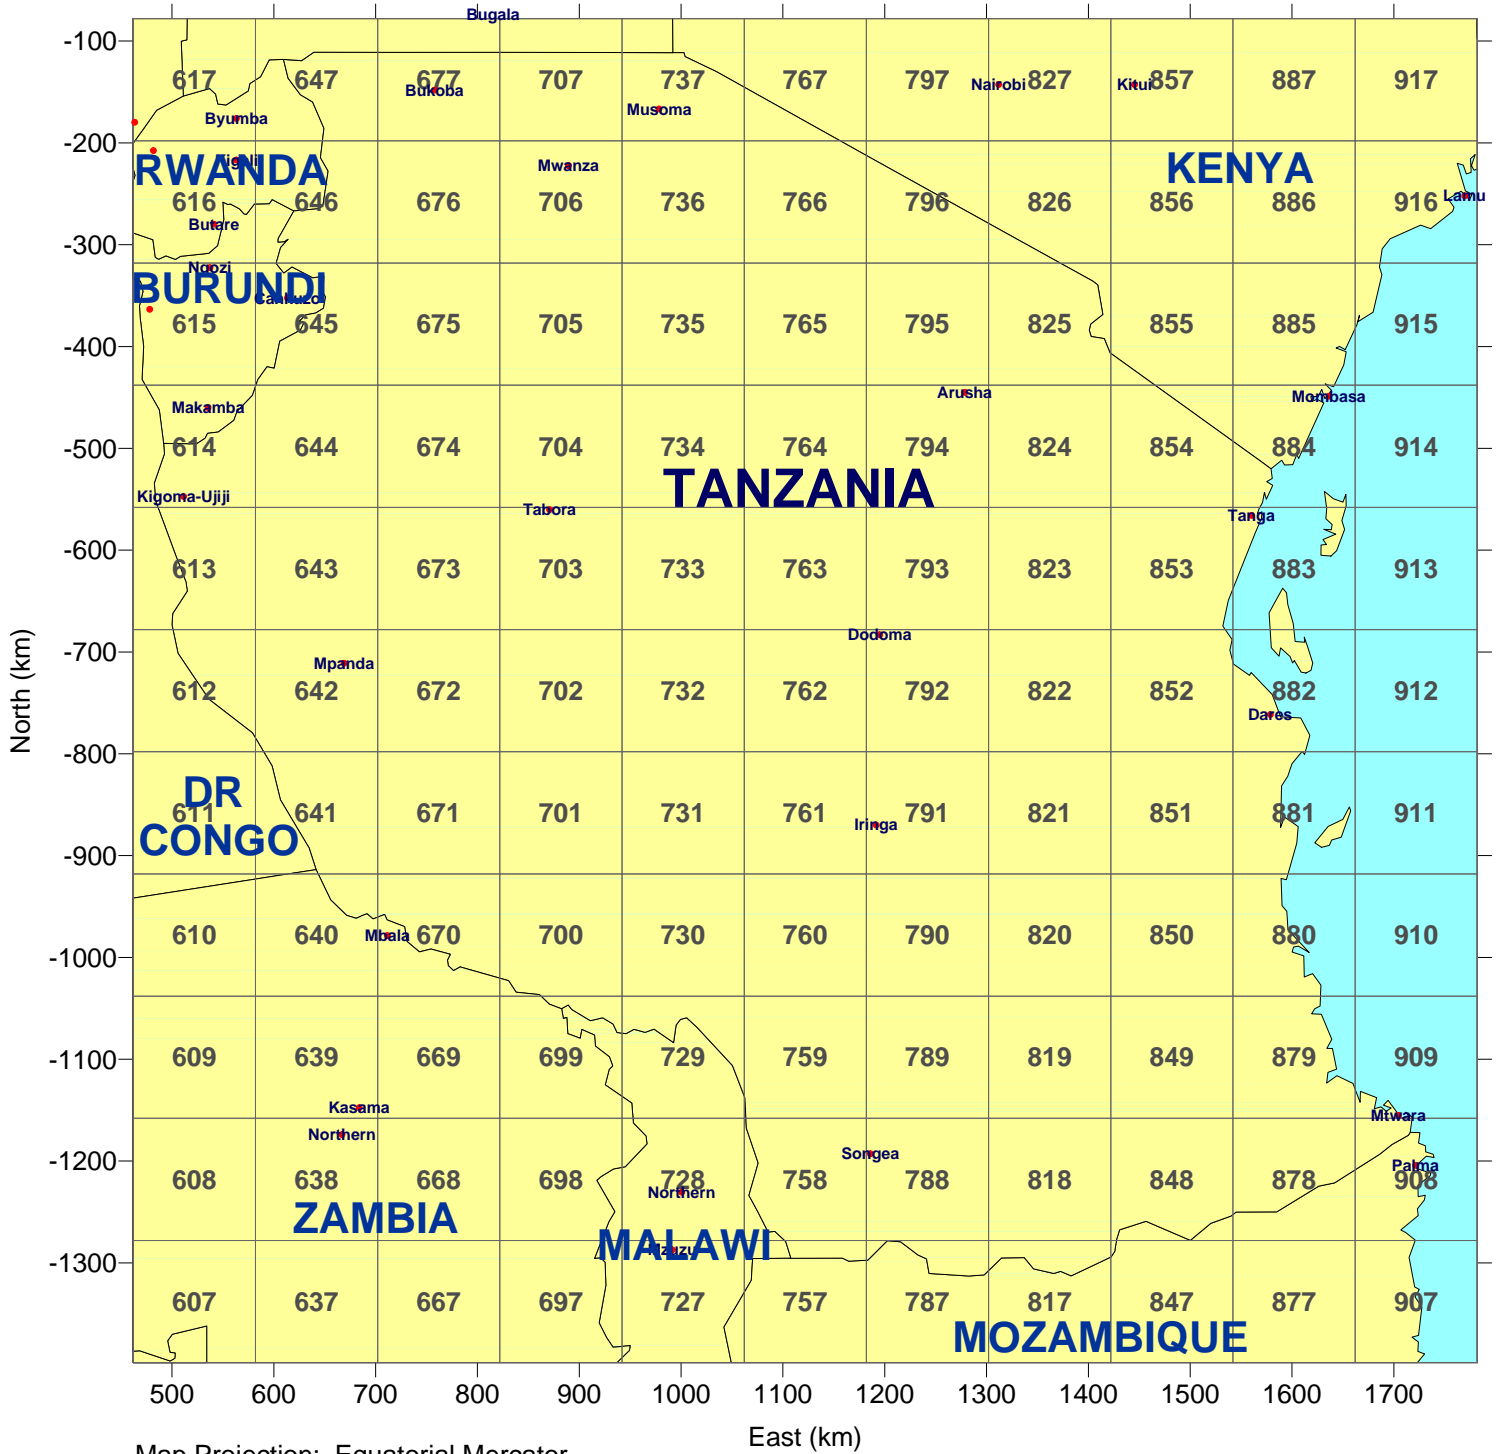 Bugala
-100
617 647 677 707 737 767 797 827 857 887 917
Bukoba Nairobi Kitui
Musoma
Byumba
-200
Kigali Mwanza
RWANDA KENYA
616 646 676 706 736 766 796 826 856 886 916
Lamu
Butare
-300
Ngozi
BURUNDI
Cankuzo
615 645 675 705 735 765 795 825 855 885 915
-400
Arusha Mombasa
Makamba
614 644 674 704 734 764 794 824 854 884 914
-500
TANZANIA
Kigoma-Ujiji
Tabora Tanga
-600
613 643 673 703 733 763 793 823 853 883 913
Dodoma
-700
Mpanda
612 642 672 702 732 762 792 822 852 882 912
Dares
North (km)
-800
DR
CONGO
611 641 671 701 731 761 791 821 851 881 911
Iringa
-900
610 640 670 700 730 760 790 820 850 880 910
Mbala
-1000
-1100
609 639 669 699 729 759 789 819 849 879 909
Kasama Mtwara
Northern
-1200
Songea Palma
608 638 668 698 728 758 788 818 848 878 908
Northern
ZAMBIA
MALAWI
Mzuzu
-1300
607 637 667 697 727 757 787 817 847 877 907
MOZAMBIQUE
500 600 700 800 900 1000 1100 1200 1300 1400 1500 1600 1700
East (km)
Map Projection: Equatorial Mercator